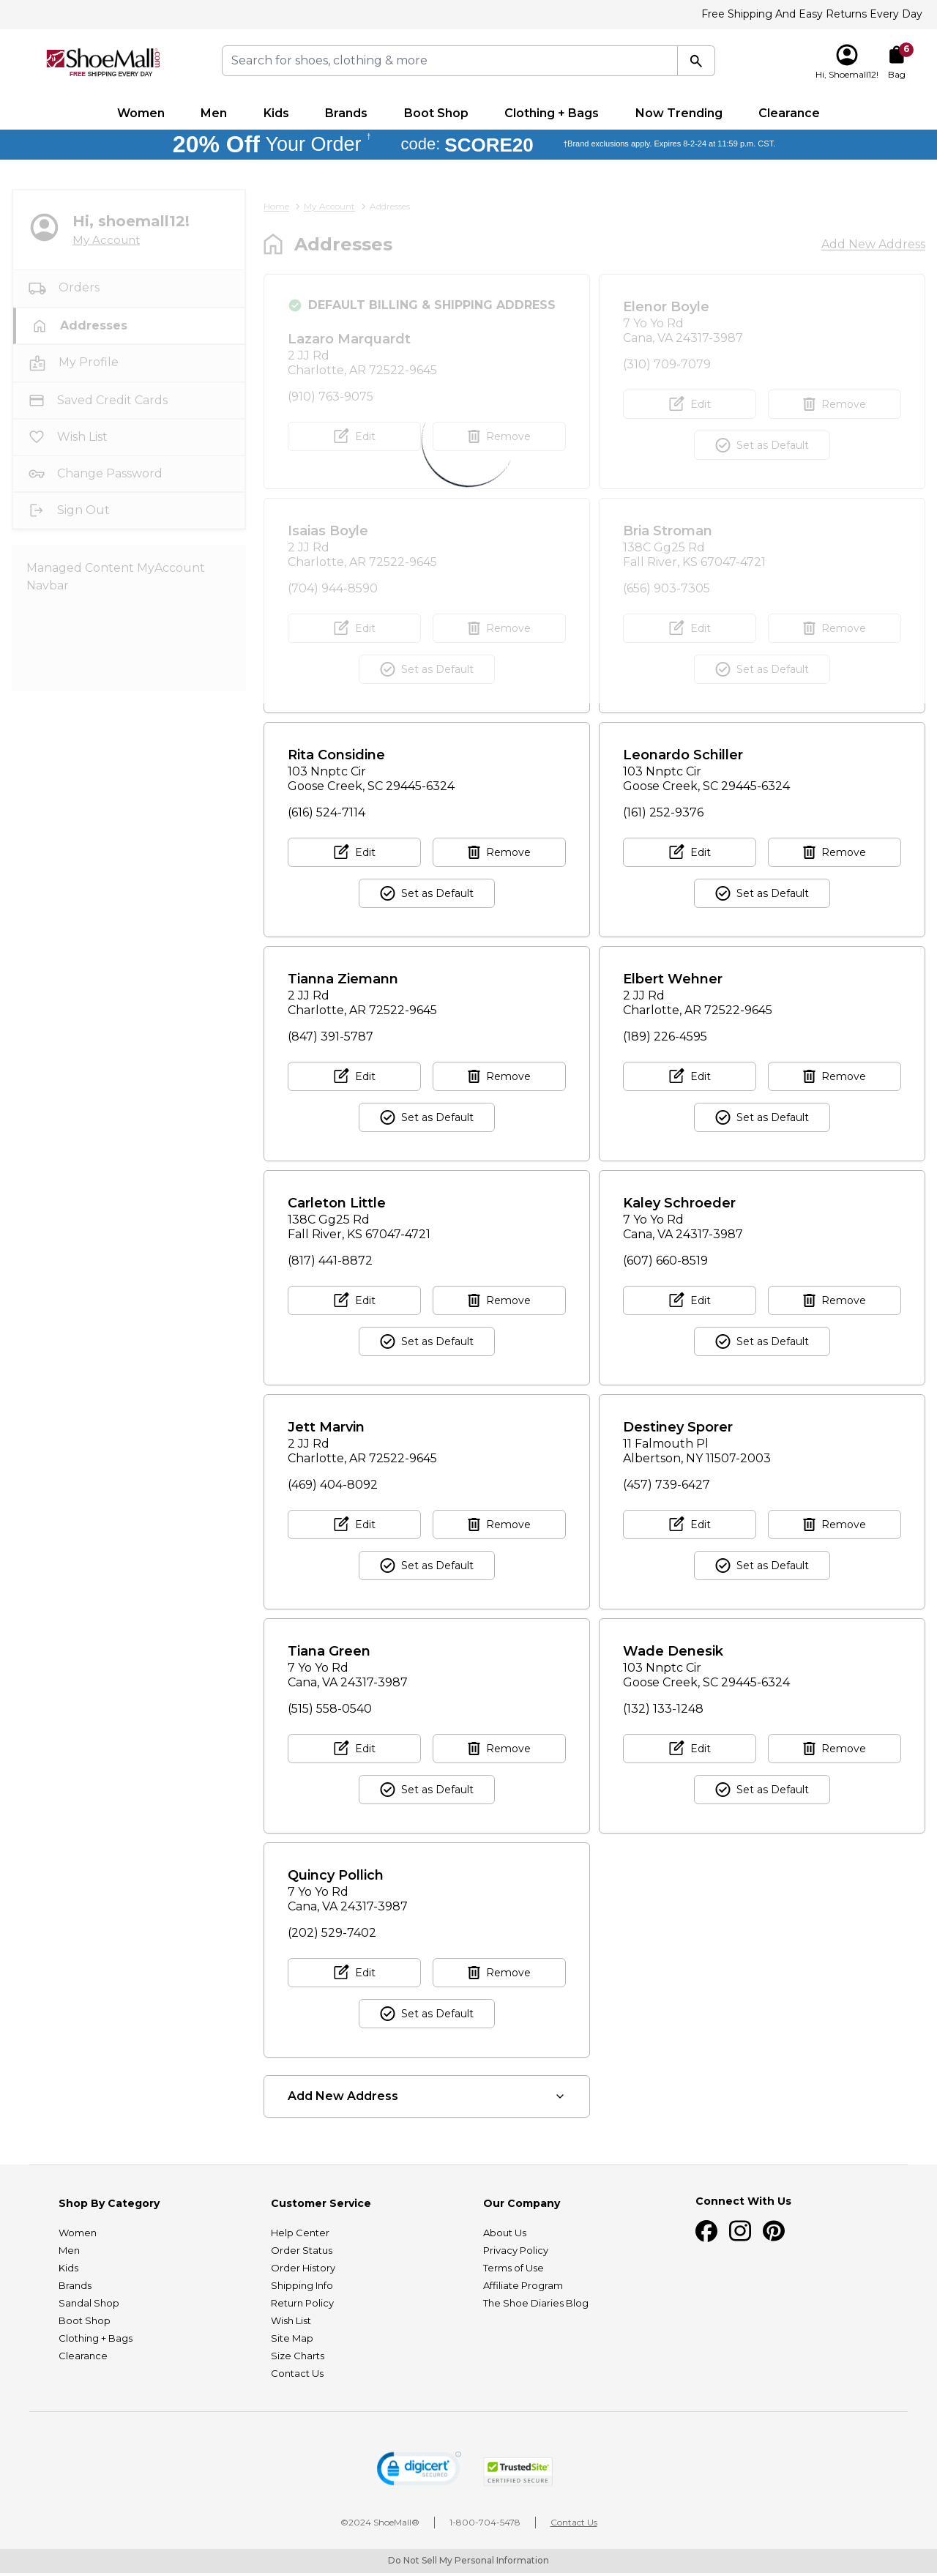 Free Shipping And Easy Returns Every Day
ShoeMall.com
FREE SHIPPING EVERY DAY
Search for shoes, clothing & more
6
Hi, Shoemall12!
Bag
Women Men Kids Brands Boot Shop Clothing + Bags Now Trending Clearance
20% Off Your Order † code: SCORE20 †Brand exclusions apply. Expires 8-2-24 at 11:59 p.m. CST.
Hi, shoemall12!
My Account
Orders
Addresses
My Profile
Saved Credit Cards
Wish List
Change Password
Sign Out
Managed Content MyAccount
Navbar
Home > My Account > Addresses
Addresses
Add New Address
DEFAULT BILLING & SHIPPING ADDRESS
Lazaro Marquardt
2 JJ Rd
Charlotte, AR 72522-9645
(910) 763-9075
Edit Remove
Elenor Boyle
7 Yo Yo Rd
Cana, VA 24317-3987
(310) 709-7079
Edit Remove
Set as Default
Isaias Boyle
2 JJ Rd
Charlotte, AR 72522-9645
(704) 944-8590
Edit Remove
Set as Default
Bria Stroman
138C Gg25 Rd
Fall River, KS 67047-4721
(656) 903-7305
Edit Remove
Set as Default
Rita Considine
103 Nnptc Cir
Goose Creek, SC 29445-6324
(616) 524-7114
Edit Remove
Set as Default
Leonardo Schiller
103 Nnptc Cir
Goose Creek, SC 29445-6324
(161) 252-9376
Edit Remove
Set as Default
Tianna Ziemann
2 JJ Rd
Charlotte, AR 72522-9645
(847) 391-5787
Edit Remove
Set as Default
Elbert Wehner
2 JJ Rd
Charlotte, AR 72522-9645
(189) 226-4595
Edit Remove
Set as Default
Carleton Little
138C Gg25 Rd
Fall River, KS 67047-4721
(817) 441-8872
Edit Remove
Set as Default
Kaley Schroeder
7 Yo Yo Rd
Cana, VA 24317-3987
(607) 660-8519
Edit Remove
Set as Default
Jett Marvin
2 JJ Rd
Charlotte, AR 72522-9645
(469) 404-8092
Edit Remove
Set as Default
Destiney Sporer
11 Falmouth Pl
Albertson, NY 11507-2003
(457) 739-6427
Edit Remove
Set as Default
Tiana Green
7 Yo Yo Rd
Cana, VA 24317-3987
(515) 558-0540
Edit Remove
Set as Default
Wade Denesik
103 Nnptc Cir
Goose Creek, SC 29445-6324
(132) 133-1248
Edit Remove
Set as Default
Quincy Pollich
7 Yo Yo Rd
Cana, VA 24317-3987
(202) 529-7402
Edit Remove
Set as Default
Add New Address
Shop By Category
Women
Men
Kids
Brands
Sandal Shop
Boot Shop
Clothing + Bags
Clearance
Customer Service
Help Center
Order Status
Order History
Shipping Info
Return Policy
Wish List
Site Map
Size Charts
Contact Us
Our Company
About Us
Privacy Policy
Terms of Use
Affiliate Program
The Shoe Diaries Blog
Connect With Us
digicert
SECURED
TrustedSite
CERTIFIED SECURE
©2024 ShoeMall® 1-800-704-5478 Contact Us
Do Not Sell My Personal Information